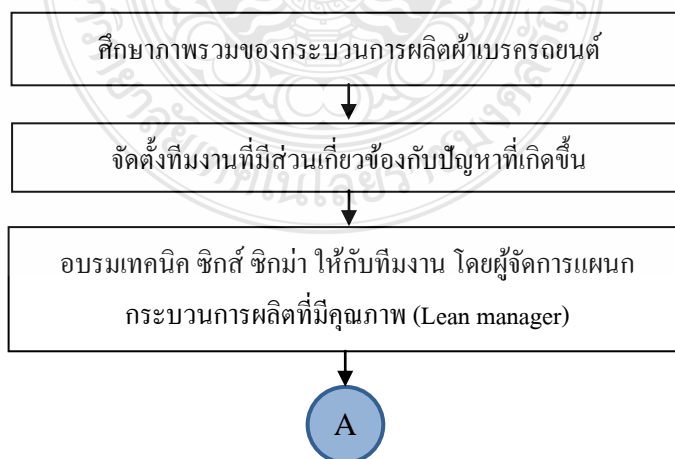 ศึกษาภาพรวมของกระบวนการผลิตผ้าเบรครถยนต์
จัดตั้งทีมงานที่มีส่วนเกี่ยวข้องกับปัญหาที่เกิดขึ้น
อบรมเทคนิค ซิกส์ ซิกม่า ให้กับทีมงาน โดยผู้จัดการแผนก
กระบวนการผลิตที่มีคุณภาพ (Lean manager)
A